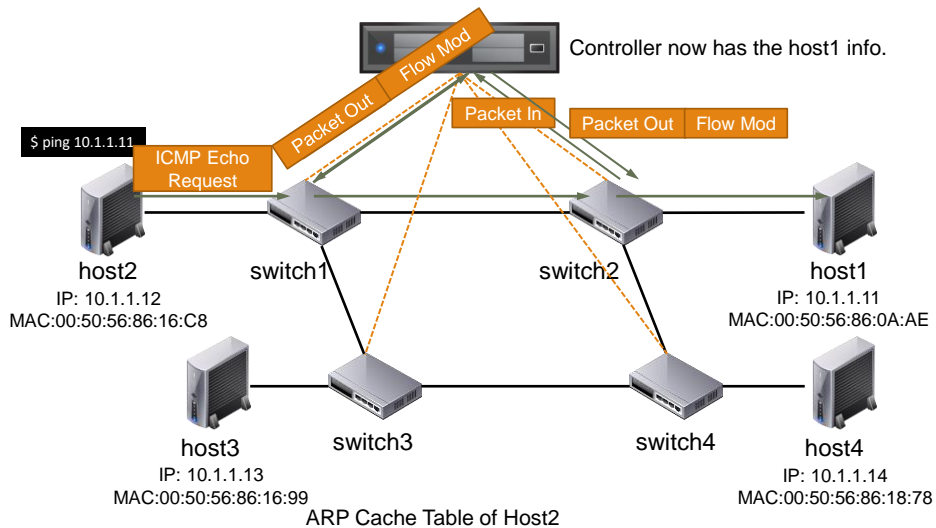 Controller now has the host1 info.
Flow Mod
Packet Out
Packet In
Packet Out
Flow Mod
$ ping 10.1.1.11
ICMP Echo
Request
host2
IP: 10.1.1.12
MAC:00:50:56:86:16:C8
switch1
switch2
host1
IP: 10.1.1.11
MAC:00:50:56:86:0A:AE
host3
IP: 10.1.1.13
MAC:00:50:56:86:16:99
switch3
switch4
host4
IP: 10.1.1.14
MAC:00:50:56:86:18:78
ARP Cache Table of Host2